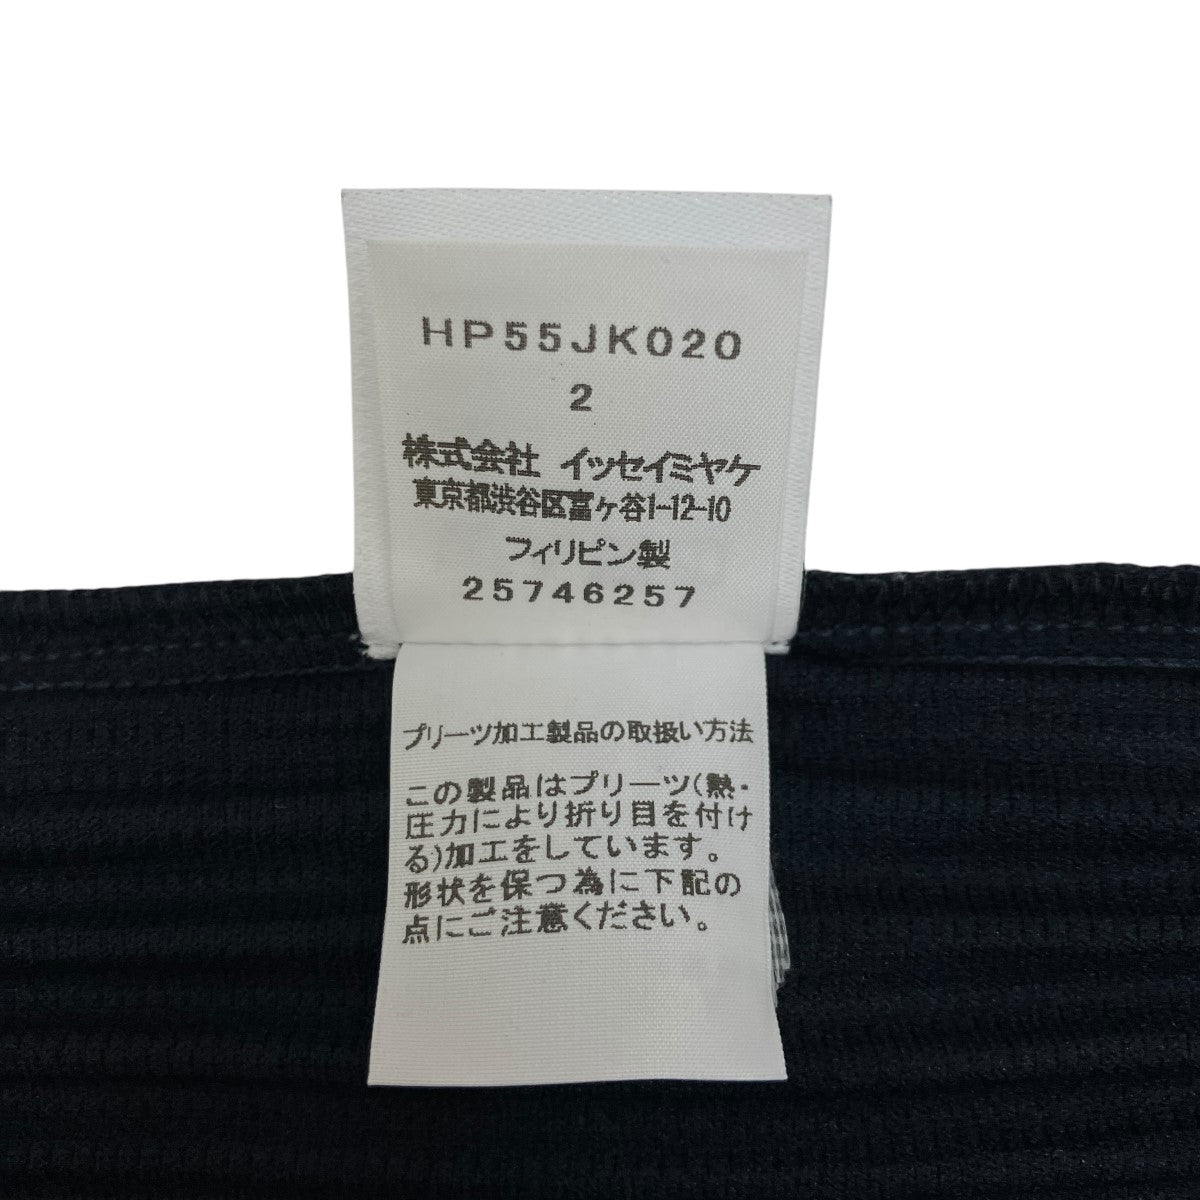 HP55JK020
2
株式会社 イッセイミヤケ
東京都渋谷区富ヶ谷1-12-10
フィリピン製
25746257
プリーツ加工製品の取扱い方法
この製品はプリーツ(熱・
圧力により折り目を付け
る)加工をしています。
形状を保つ為に下記の
点にご注意ください。